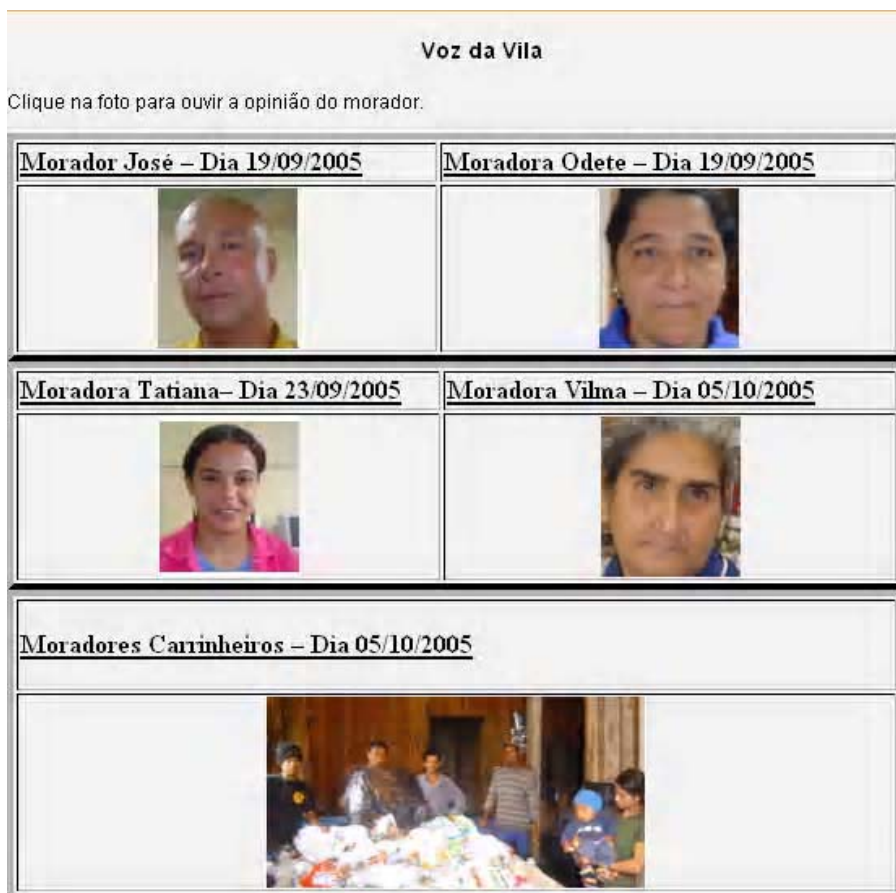 Voz da Vila
Clique na foto para ouvir a opinião do morador.
Morador José – Dia 19/09/2005
Moradora Odete – Dia 19/09/2005
Moradora Tatiana– Dia 23/09/2005
Moradora Vilma – Dia 05/10/2005
Moradores Carrinheiros – Dia 05/10/2005